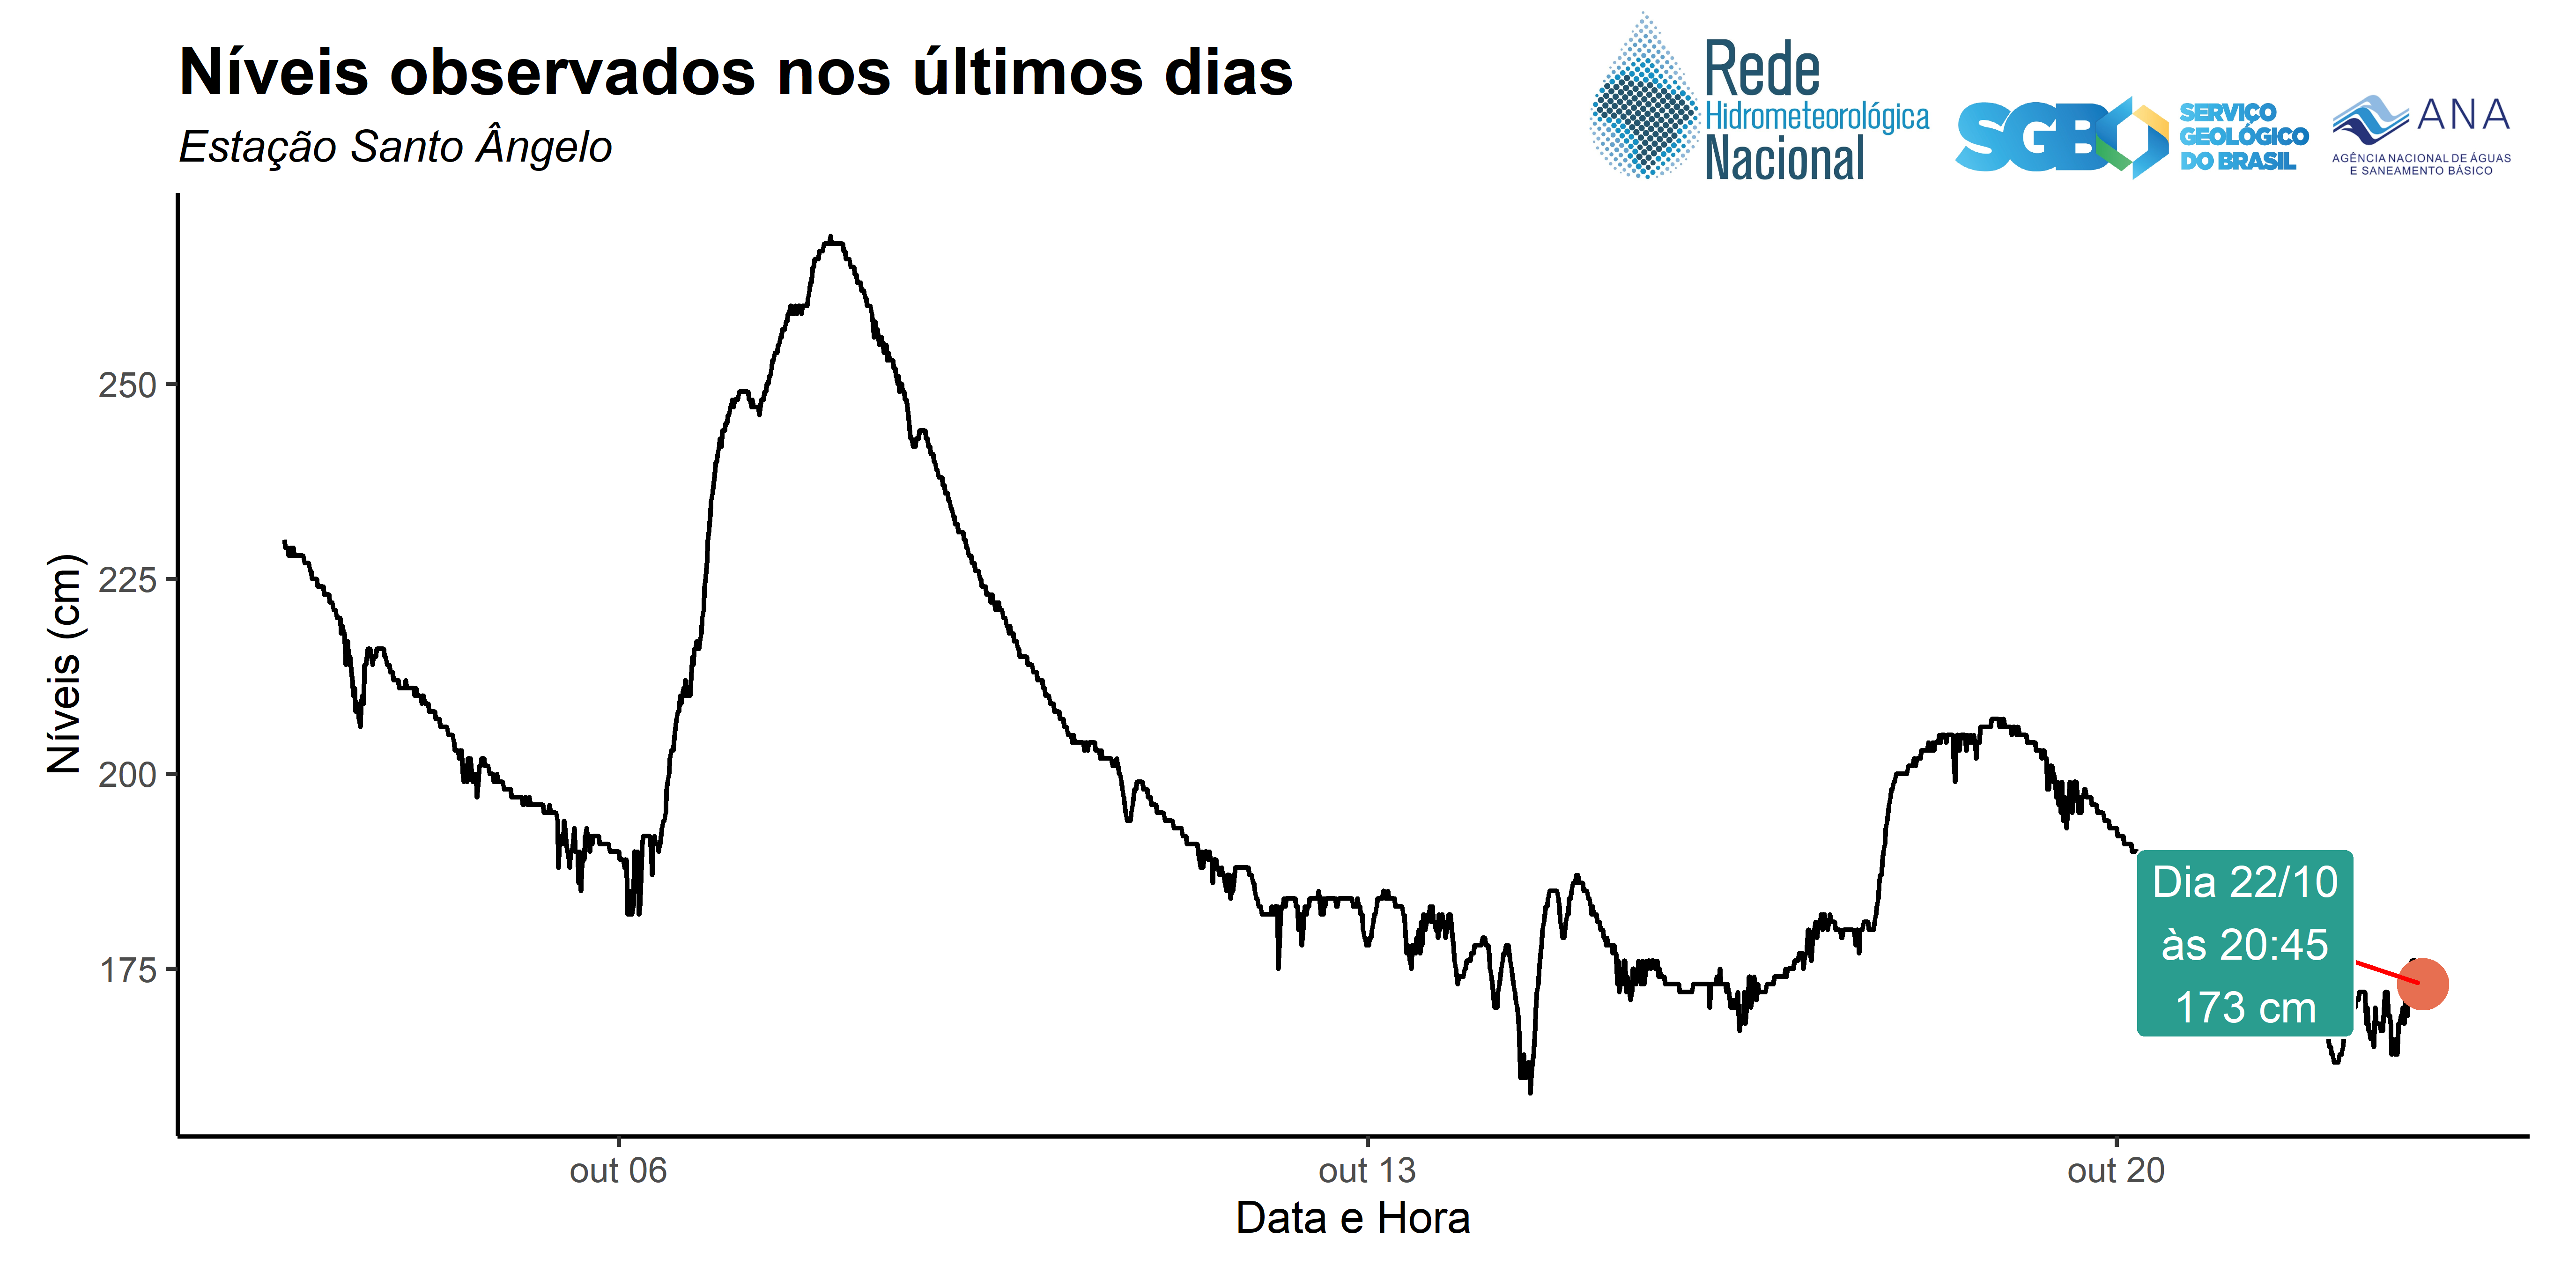 Níveis observados nos últimos dias
Estação Santo Ângelo
Rede
Hidrometeorológica
Nacional
SGB
SERVIÇO
GEOLÓGICO
DO BRASIL
ANA
AGÊNCIA NACIONAL DE ÁGUAS
E SANEAMENTO BÁSICO
Níveis (cm)
250
225
200
175
Dia 22/10
às 20:45
173 cm
out 06
out 13
out 20
Data e Hora